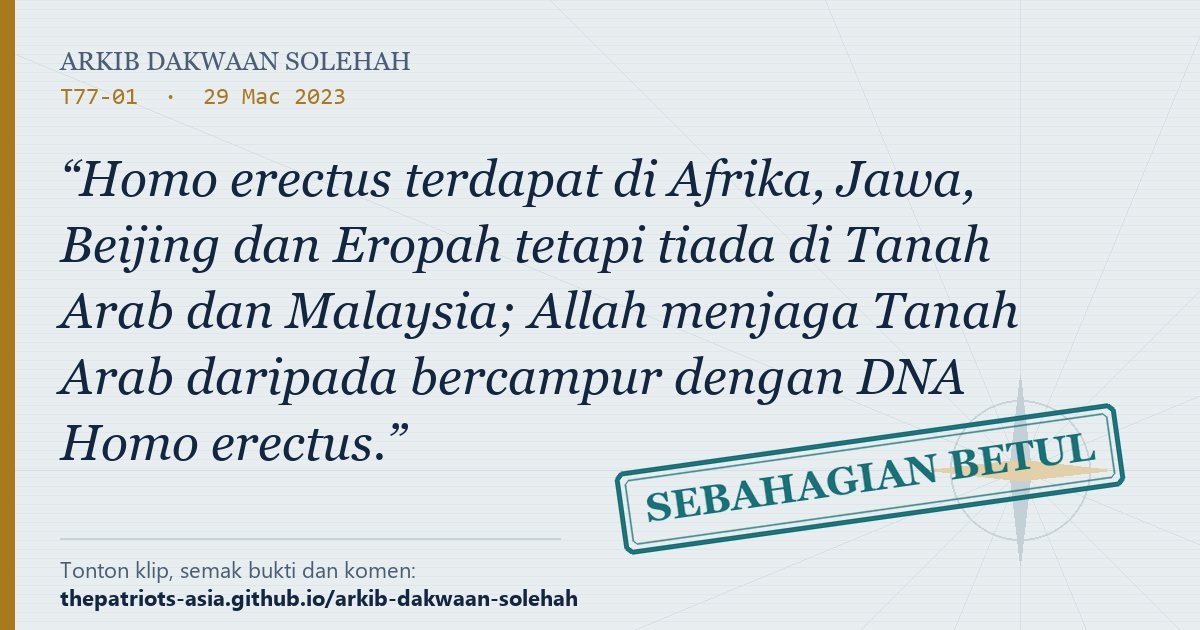 ARKIB DAKWAAN SOLEHAH
T77-01 · 29 Mac 2023
“Homo erectus terdapat di Afrika, Jawa,
Beijing dan Eropah tetapi tiada di Tanah
Arab dan Malaysia; Allah menjaga Tanah
Arab daripada bercampur dengan DNA
Homo erectus.”
SEBAHAGIAN BETUL
Tonton klip, semak bukti dan komen:
thepatriots-asia.github.io/arkib-dakwaan-solehah